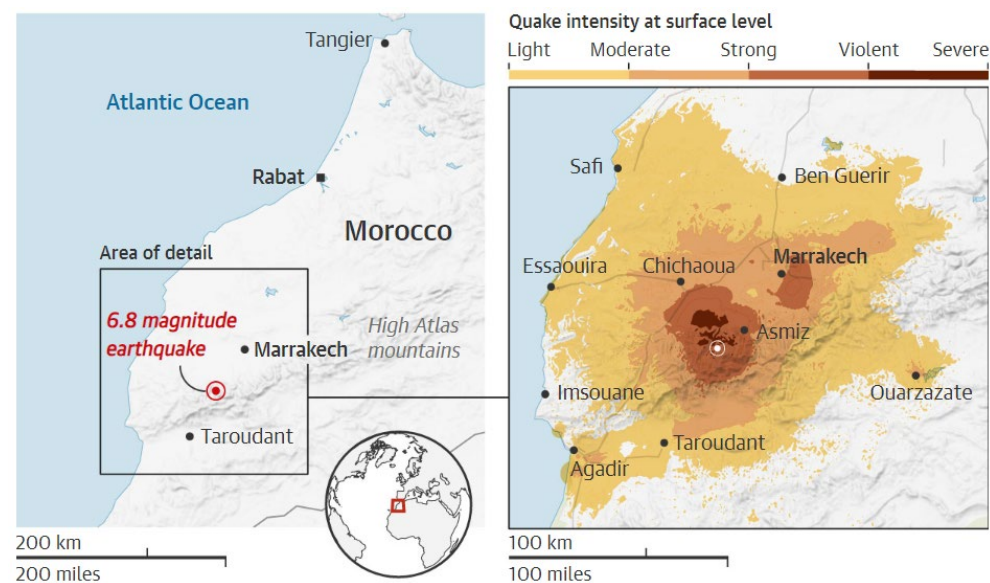 Tangier
Atlantic Ocean
Rabat
Morocco
Area of detail
6.8 magnitude
earthquake
High Atlas
mountains
Marrakech
Taroudant
200 km
200 miles
Quake intensity at surface level
Light Moderate Strong Violent Severe
Safi
Ben Guerir
Marrakech
Essaouira
Chichaoua
Asmiz
Imsouane
Ouarzazate
Taroudant
Agadir
100 km
100 miles